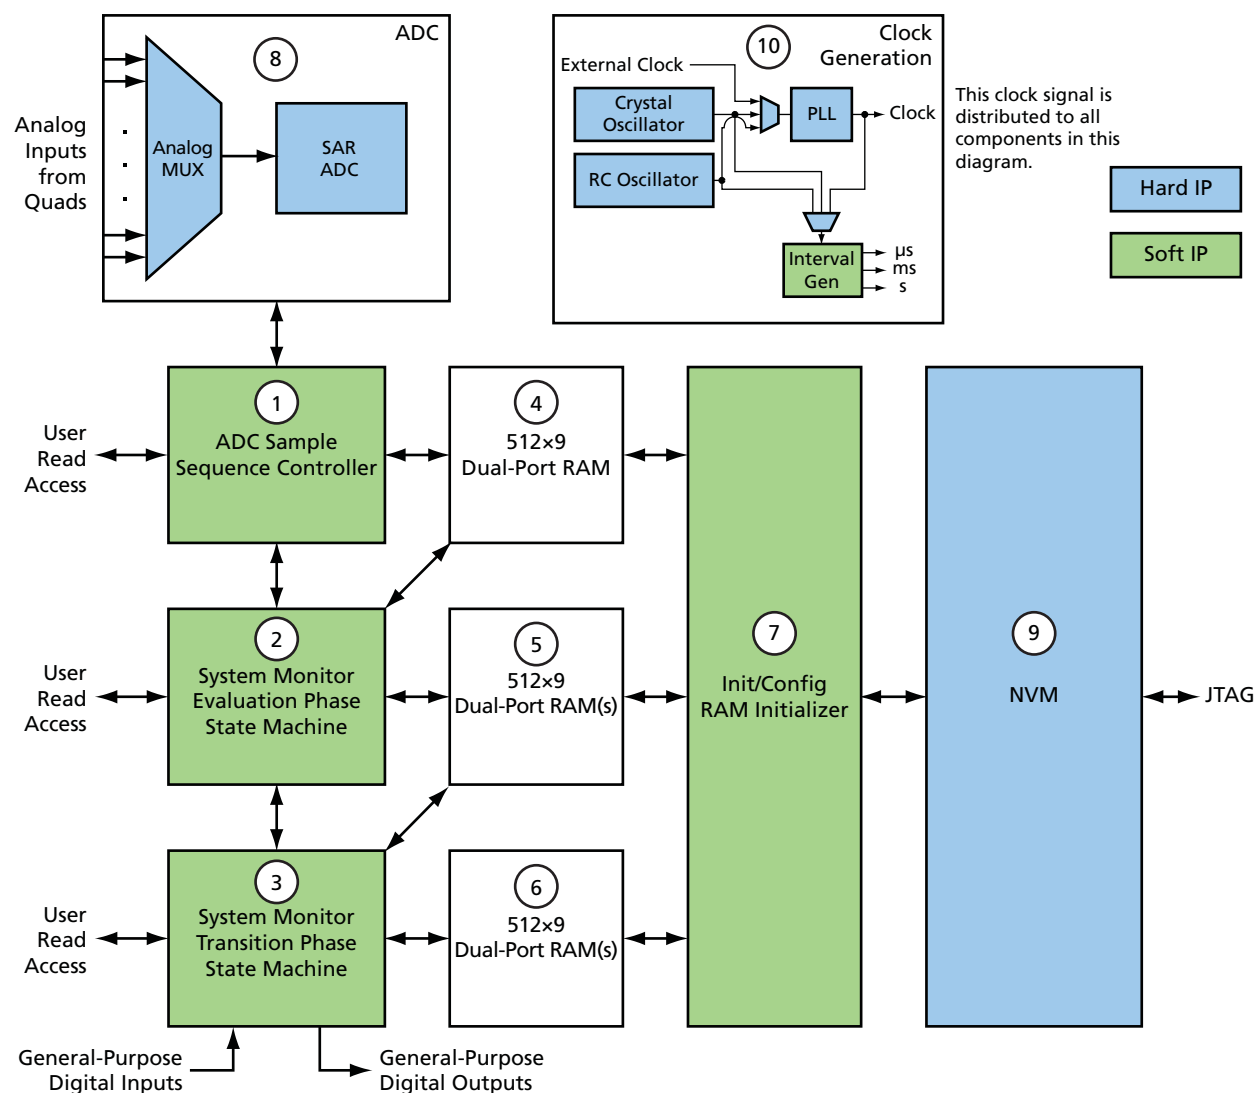 ADC
8
Analog
Inputs
from
Quads
Analog
MUX
SAR
ADC
Clock
Generation
10
External Clock
Crystal
Oscillator
PLL
Clock
RC Oscillator
Interval
Gen
µs
ms
s
This clock signal is
distributed to all
components in this
diagram.
Hard IP
Soft IP
User
Read
Access
1
ADC Sample
Sequence Controller
4
512×9
Dual-Port RAM
User
Read
Access
2
System Monitor
Evaluation Phase
State Machine
5
512×9
Dual-Port RAM(s)
7
Init/Config
RAM Initializer
9
NVM
JTAG
User
Read
Access
3
System Monitor
Transition Phase
State Machine
6
512×9
Dual-Port RAM(s)
General-Purpose
Digital Inputs
General-Purpose
Digital Outputs